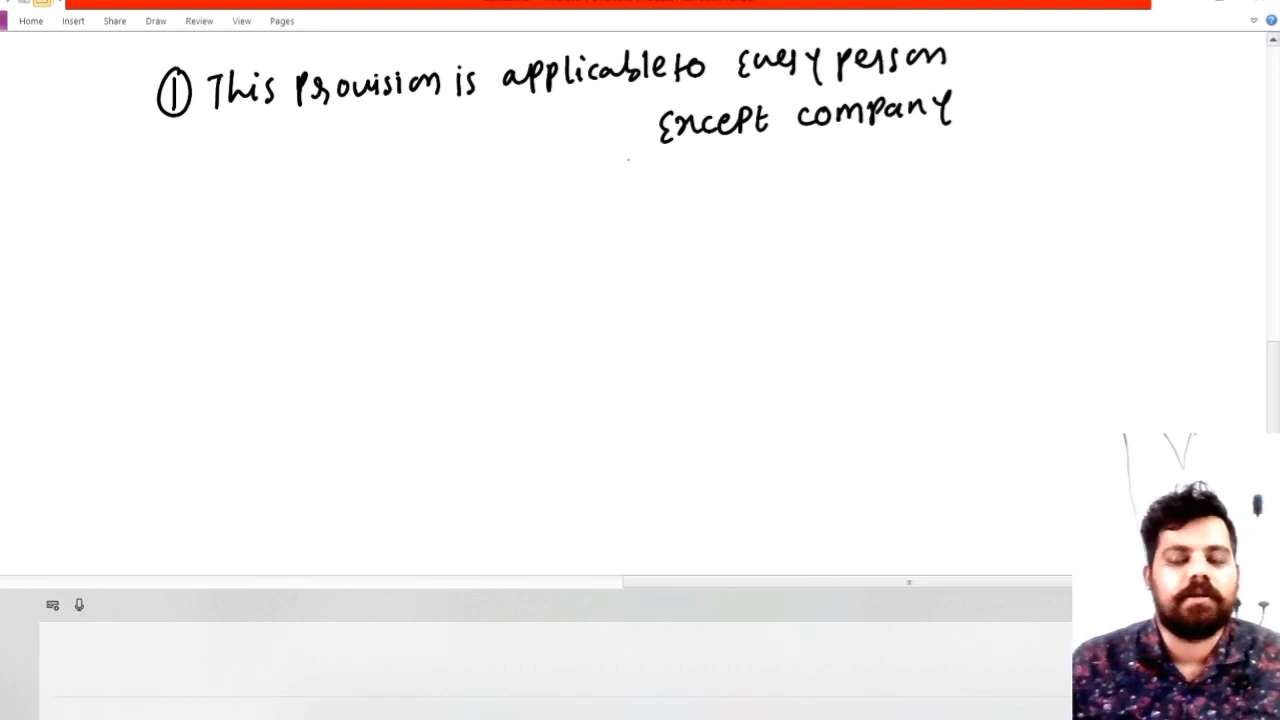 Home Insert Share Draw Review View Pages
① This provision is applicable to Every person
Except company